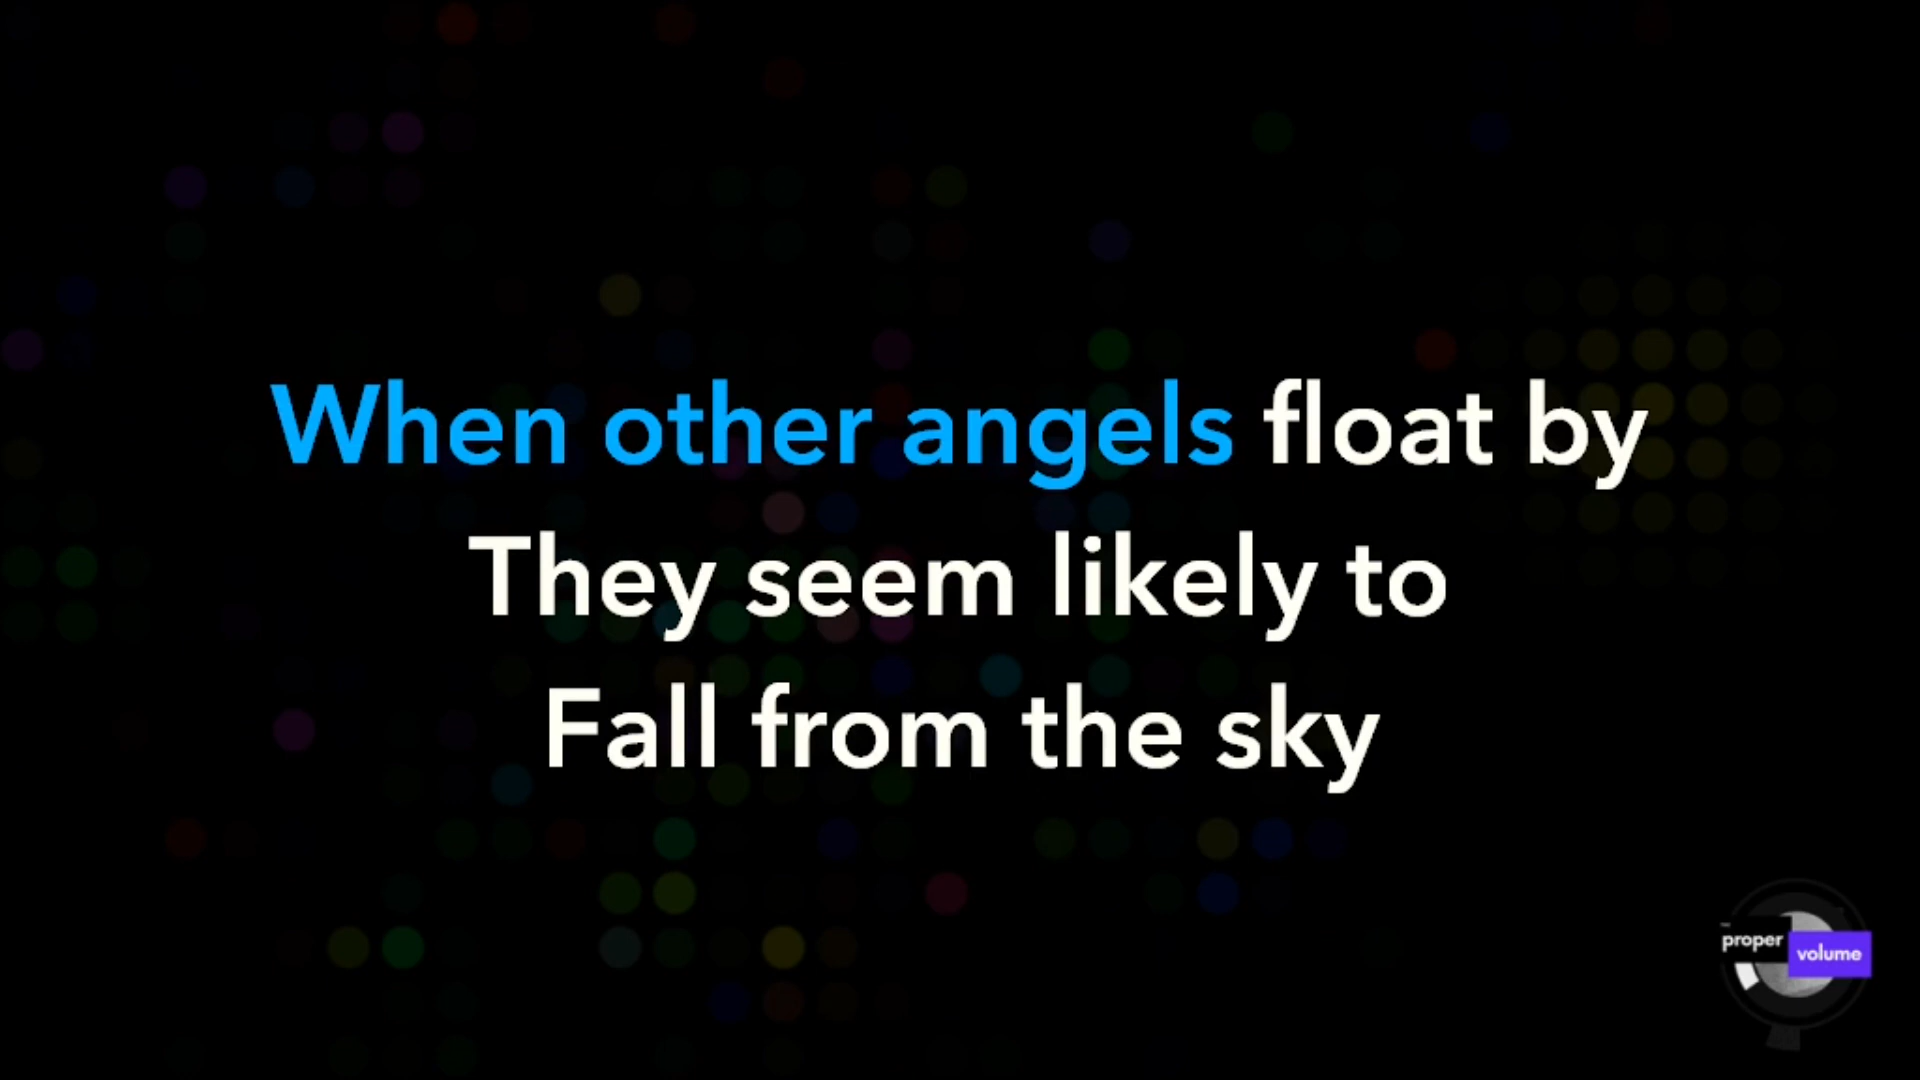 When other angels float by
They seem likely to
Fall from the sky
proper
volume